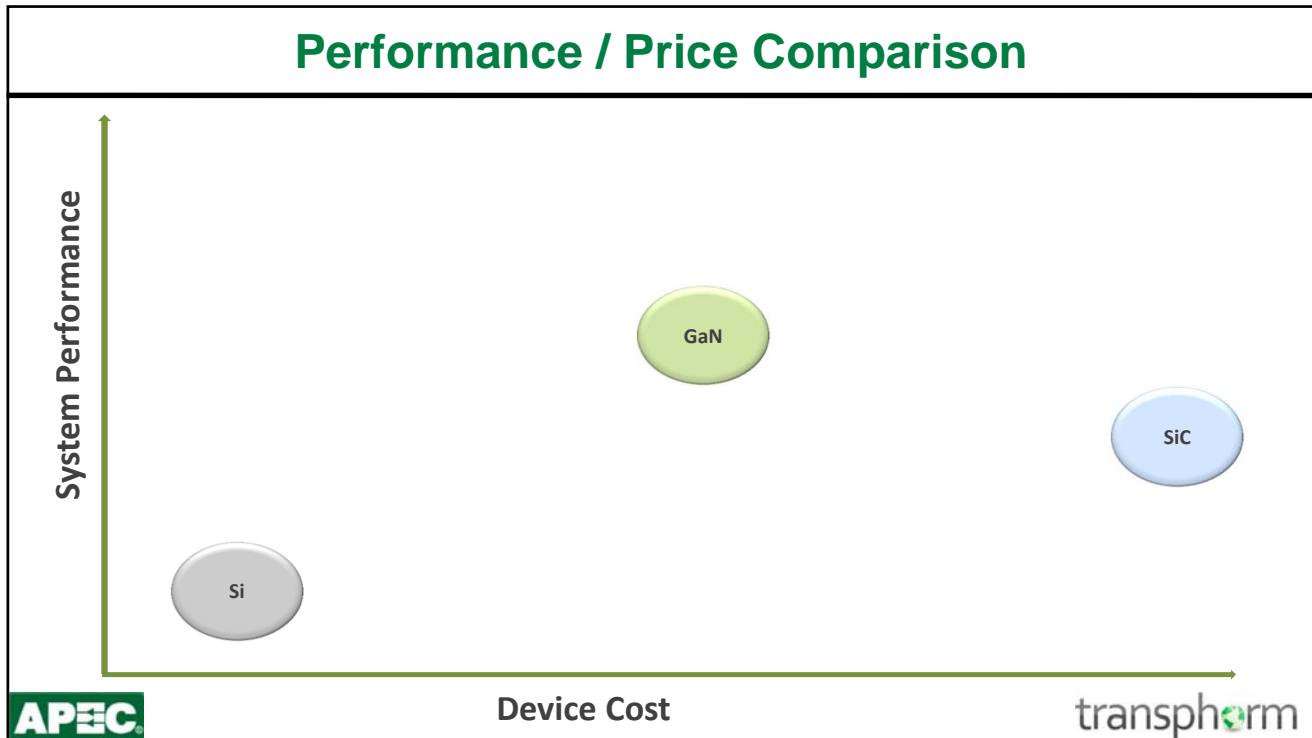 Performance / Price Comparison
System Performance
GaN
SiC
Si
Device Cost
APEC®
transphorm